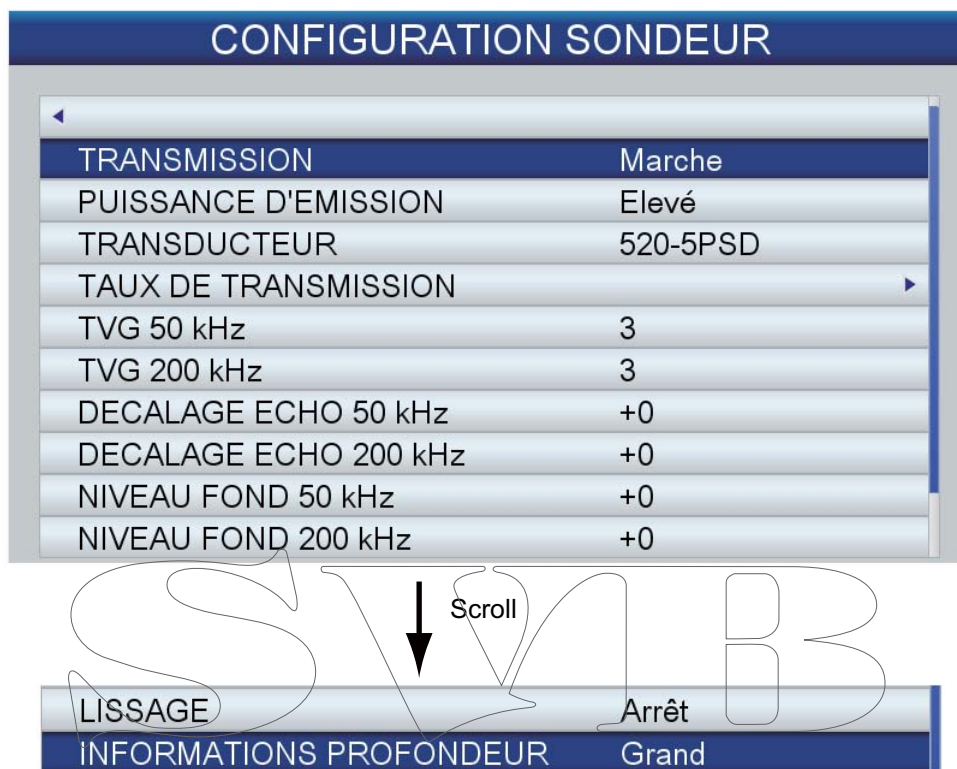 CONFIGURATION SONDEUR
TRANSMISSION Marche
PUISSANCE D'EMISSION Elevé
TRANSDUCTEUR 520-5PSD
TAUX DE TRANSMISSION
TVG 50 kHz 3
TVG 200 kHz 3
DECALAGE ECHO 50 kHz +0
DECALAGE ECHO 200 kHz +0
NIVEAU FOND 50 kHz +0
NIVEAU FOND 200 kHz +0
Scroll
SVB
LISSAGE Arrêt
INFORMATIONS PROFONDEUR Grand